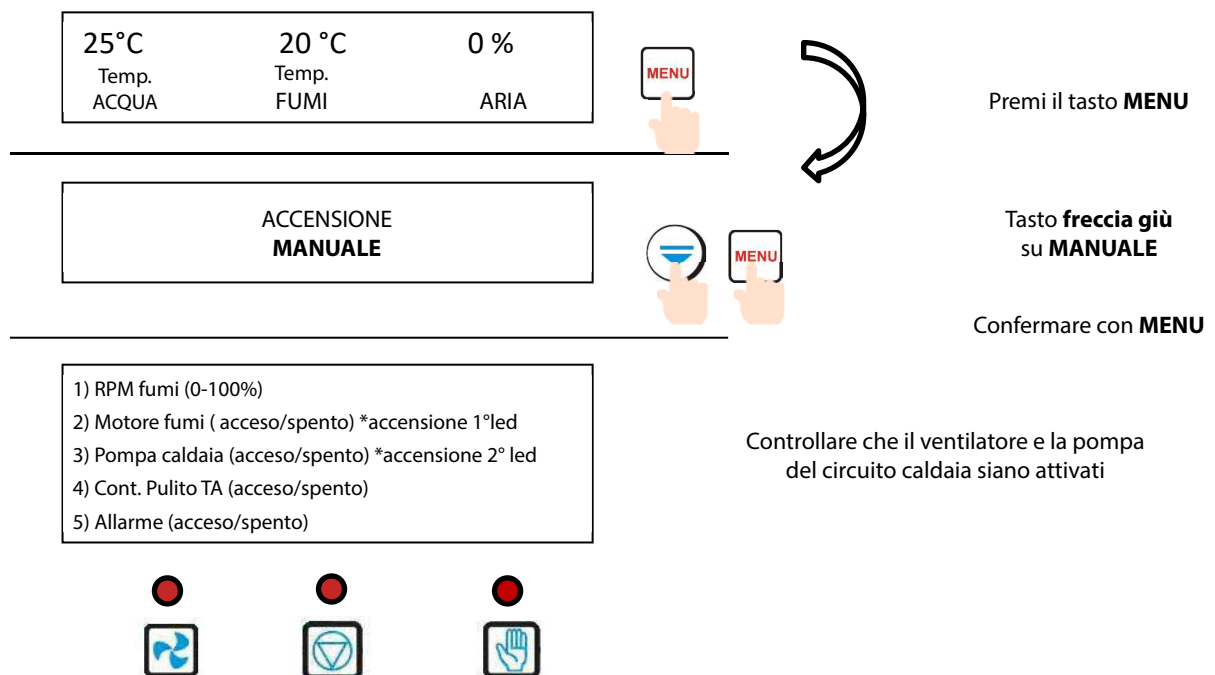 25°C 20 °C 0 %
Temp. Temp.
ACQUA FUMI ARIA
MENU
Premi il tasto MENU
ACCENSIONE
MANUALE
MENU
Tasto freccia giù
su MANUALE
Confermare con MENU
1) RPM fumi (0-100%)
2) Motore fumi ( acceso/spento) *accensione 1°led
3) Pompa caldaia (acceso/spento) *accensione 2° led
4) Cont. Pulito TA (acceso/spento)
5) Allarme (acceso/spento)
Controllare che il ventilatore e la pompa
del circuito caldaia siano attivati